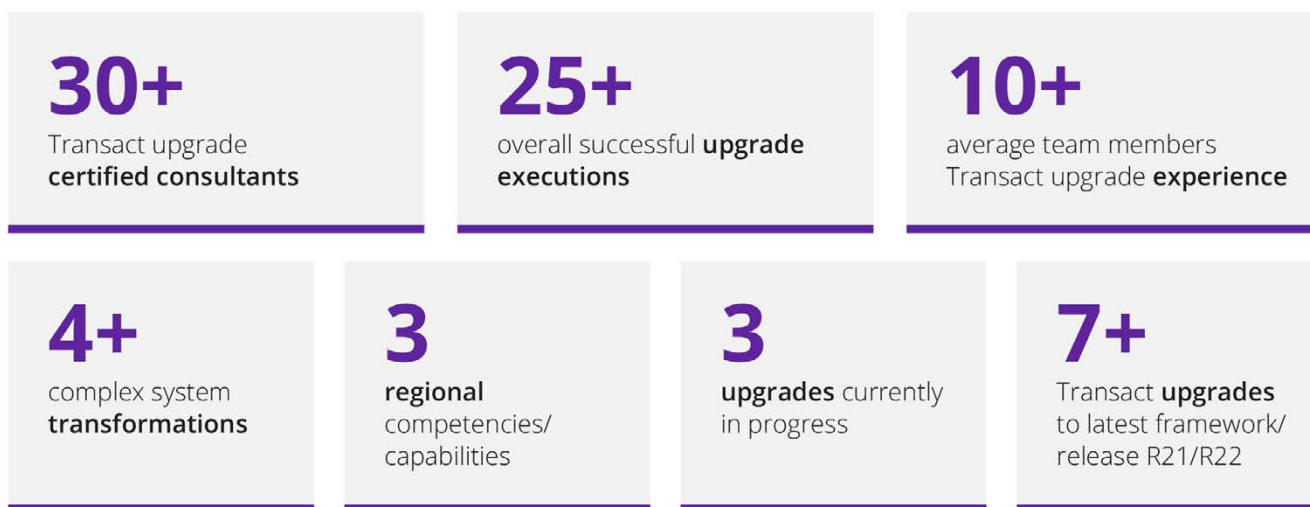 30+
Transact upgrade
certified consultants
25+
overall successful upgrade
executions
10+
average team members
Transact upgrade experience
4+
complex system
transformations
3
regional
competencies/
capabilities
3
upgrades currently
in progress
7+
Transact upgrades
to latest framework/
release R21/R22